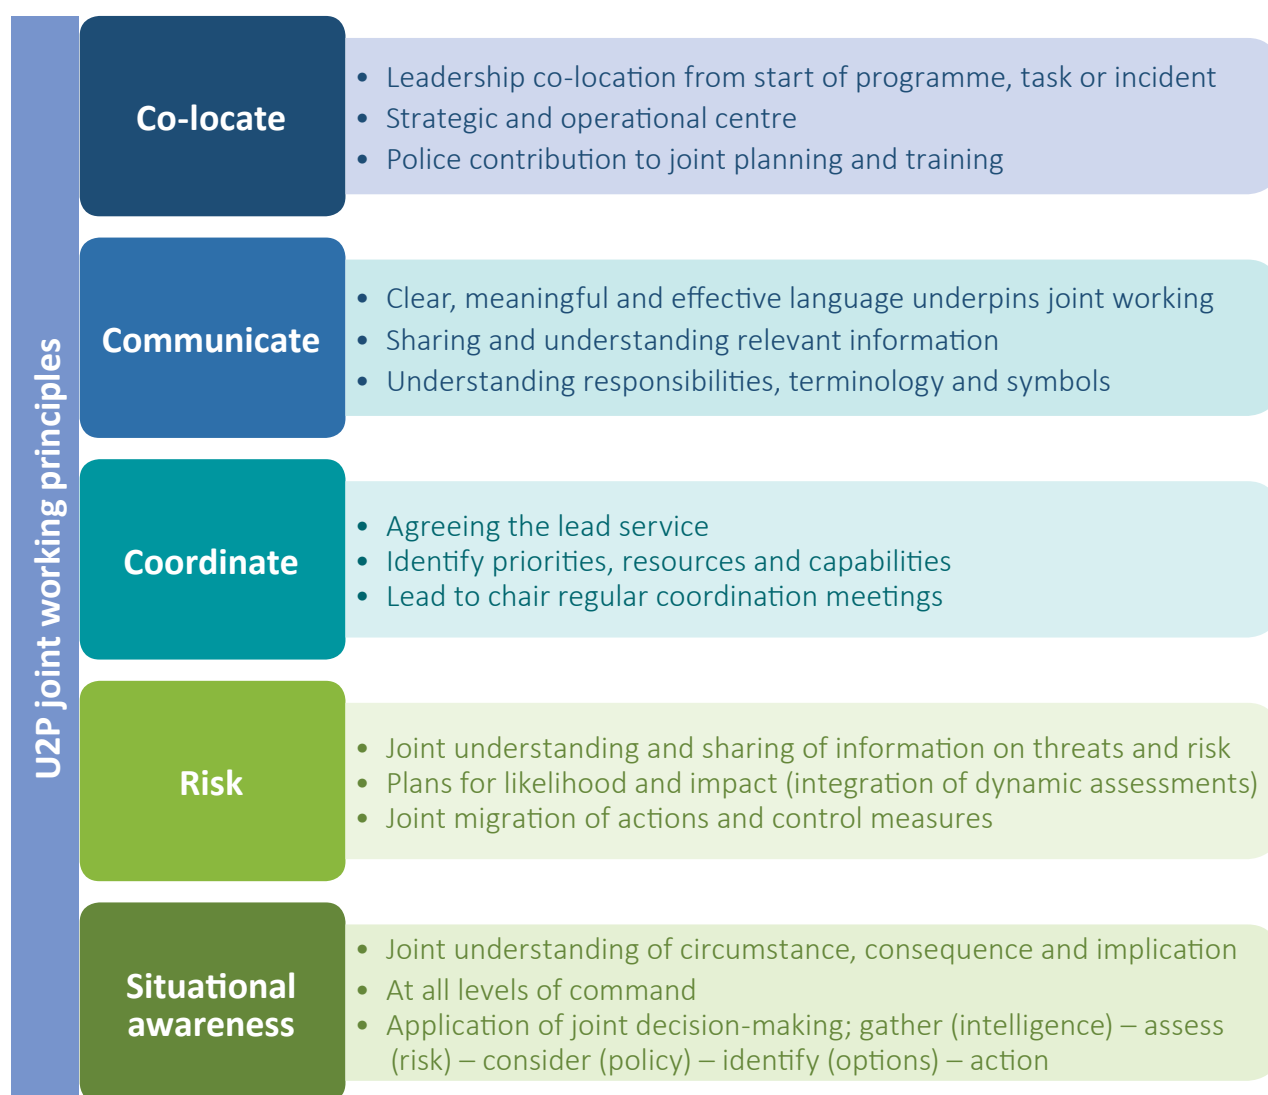 U2P joint working principles
Co-locate
• Leadership co-location from start of programme, task or incident
• Strategic and operational centre
• Police contribution to joint planning and training
Communicate
• Clear, meaningful and effective language underpins joint working
• Sharing and understanding relevant information
• Understanding responsibilities, terminology and symbols
Coordinate
• Agreeing the lead service
• Identify priorities, resources and capabilities
• Lead to chair regular coordination meetings
Risk
• Joint understanding and sharing of information on threats and risk
• Plans for likelihood and impact (integration of dynamic assessments)
• Joint migration of actions and control measures
Situational
awareness
• Joint understanding of circumstance, consequence and implication
• At all levels of command
• Application of joint decision-making; gather (intelligence) – assess
(risk) – consider (policy) – identify (options) – action